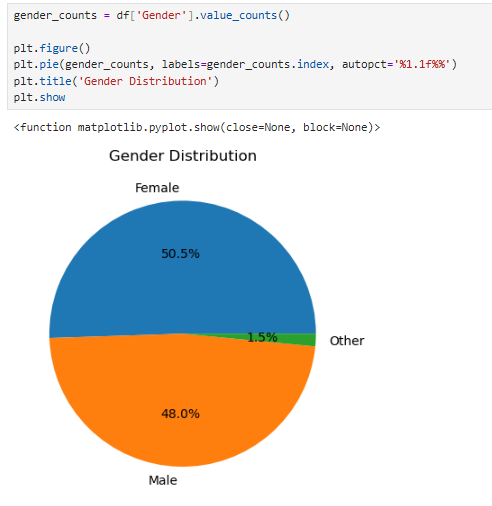 gender_counts = df['Gender'].value_counts()
plt.figure()
plt.pie(gender_counts, labels=gender_counts.index, autopct='%1.1f%%')
plt.title('Gender Distribution')
plt.show
<function matplotlib.pyplot.show(close=None, block=None)>
Gender Distribution
Female
50.5%
1.5%
Other
48.0%
Male